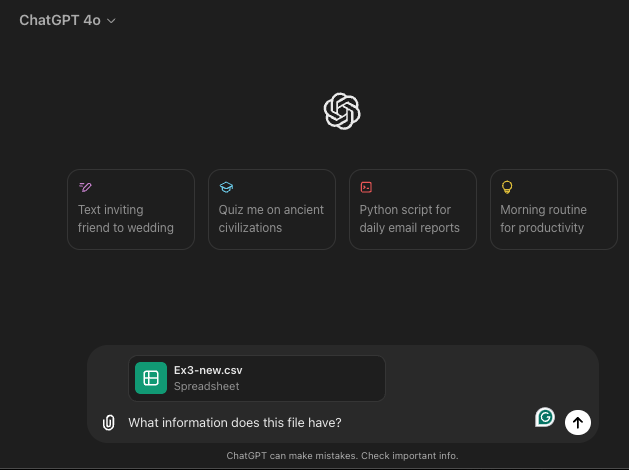 ChatGPT 4o
Text inviting
friend to wedding
Quiz me on ancient
civilizations
Python script for
daily email reports
Morning routine
for productivity
Ex3-new.csv
Spreadsheet
What information does this file have?
ChatGPT can make mistakes. Check important info.